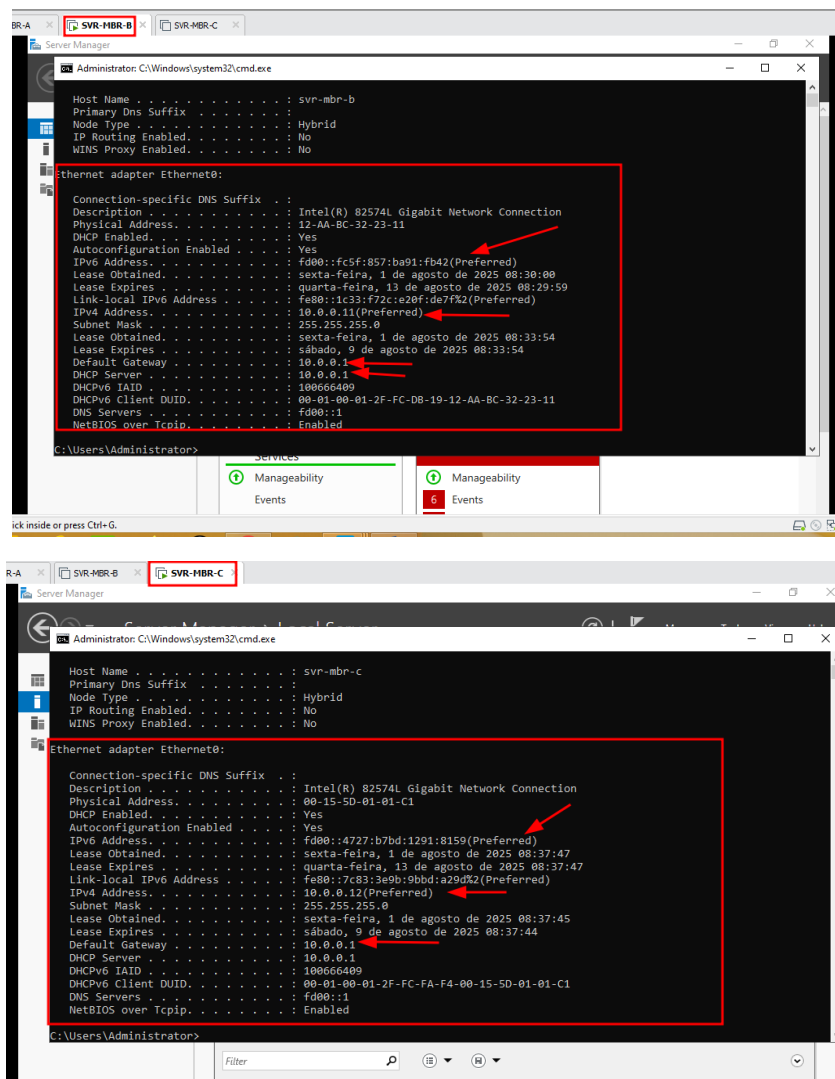 BR-A × SVR-MBR-B × SVR-MBR-C ×
Server Manager
Administrator: C:\Windows\system32\cmd.exe
Host Name . . . . . . . . . . . . : svr-mbr-b
Primary Dns Suffix . . . . . . . :
Node Type . . . . . . . . . . . . : Hybrid
IP Routing Enabled. . . . . . . . : No
WINS Proxy Enabled. . . . . . . . : No
Ethernet adapter Ethernet0:
Connection-specific DNS Suffix . :
Description . . . . . . . . . . . : Intel(R) 82574L Gigabit Network Connection
Physical Address. . . . . . . . . : 12-AA-BC-32-23-11
DHCP Enabled. . . . . . . . . . . : Yes
Autoconfiguration Enabled . . . . : Yes
IPv6 Address. . . . . . . . . . . : fd00::fc5f:857:ba91:fb42(Preferred)
Lease Obtained. . . . . . . . . . : sexta-feira, 1 de agosto de 2025 08:30:00
Lease Expires . . . . . . . . . . : quarta-feira, 13 de agosto de 2025 08:29:59
Link-local IPv6 Address . . . . . : fe80::1c33:f72c:e20f:de7f%2(Preferred)
IPv4 Address. . . . . . . . . . . : 10.0.0.11(Preferred)
Subnet Mask . . . . . . . . . . . : 255.255.255.0
Lease Obtained. . . . . . . . . . : sexta-feira, 1 de agosto de 2025 08:33:54
Lease Expires . . . . . . . . . . : sábado, 9 de agosto de 2025 08:33:54
Default Gateway . . . . . . . . . : 10.0.0.1
DHCP Server . . . . . . . . . . . : 10.0.0.1
DHCPv6 IAID . . . . . . . . . . . : 100666409
DHCPv6 Client DUID. . . . . . . . : 00-01-00-01-2F-FC-DB-19-12-AA-BC-32-23-11
DNS Servers . . . . . . . . . . . : fd00::1
NetBIOS over Tcpip. . . . . . . . : Enabled
C:\Users\Administrator>
Services
Manageability Manageability
Events 6 Events
ick inside or press Ctrl+G.
R-A × SVR-MBR-B × SVR-MBR-C ×
Server Manager
Administrator: C:\Windows\system32\cmd.exe
Host Name . . . . . . . . . . . . : svr-mbr-c
Primary Dns Suffix . . . . . . . :
Node Type . . . . . . . . . . . . : Hybrid
IP Routing Enabled. . . . . . . . : No
WINS Proxy Enabled. . . . . . . . : No
Ethernet adapter Ethernet0:
Connection-specific DNS Suffix . :
Description . . . . . . . . . . . : Intel(R) 82574L Gigabit Network Connection
Physical Address. . . . . . . . . : 00-15-5D-01-01-C1
DHCP Enabled. . . . . . . . . . . : Yes
Autoconfiguration Enabled . . . . : Yes
IPv6 Address. . . . . . . . . . . : fd00::4727:b7bd:1291:8159(Preferred)
Lease Obtained. . . . . . . . . . : sexta-feira, 1 de agosto de 2025 08:37:47
Lease Expires . . . . . . . . . . : quarta-feira, 13 de agosto de 2025 08:37:47
Link-local IPv6 Address . . . . . : fe80::7c83:3e9b:9bbd:a29d%2(Preferred)
IPv4 Address. . . . . . . . . . . : 10.0.0.12(Preferred)
Subnet Mask . . . . . . . . . . . : 255.255.255.0
Lease Obtained. . . . . . . . . . : sexta-feira, 1 de agosto de 2025 08:37:45
Lease Expires . . . . . . . . . . : sábado, 9 de agosto de 2025 08:37:44
Default Gateway . . . . . . . . . : 10.0.0.1
DHCP Server . . . . . . . . . . . : 10.0.0.1
DHCPv6 IAID . . . . . . . . . . . : 100666409
DHCPv6 Client DUID. . . . . . . . : 00-01-00-01-2F-FC-FA-F4-00-15-5D-01-01-C1
DNS Servers . . . . . . . . . . . : fd00::1
NetBIOS over Tcpip. . . . . . . . : Enabled
C:\Users\Administrator>
Filter